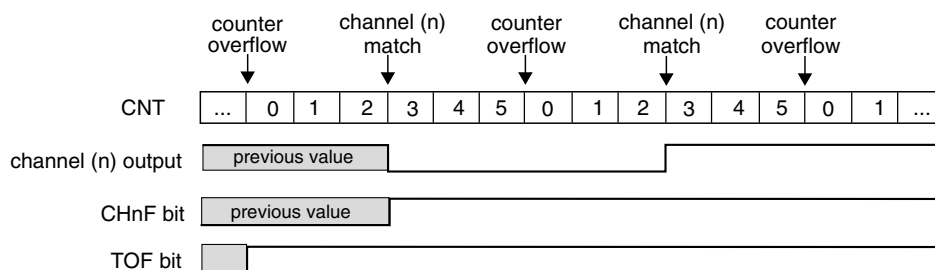 counter overflow
channel (n) match
counter overflow
channel (n) match
counter overflow
CNT ... 0 1 2 3 4 5 0 1 2 3 4 5 0 1 ...
channel (n) output previous value
CHnF bit previous value
TOF bit